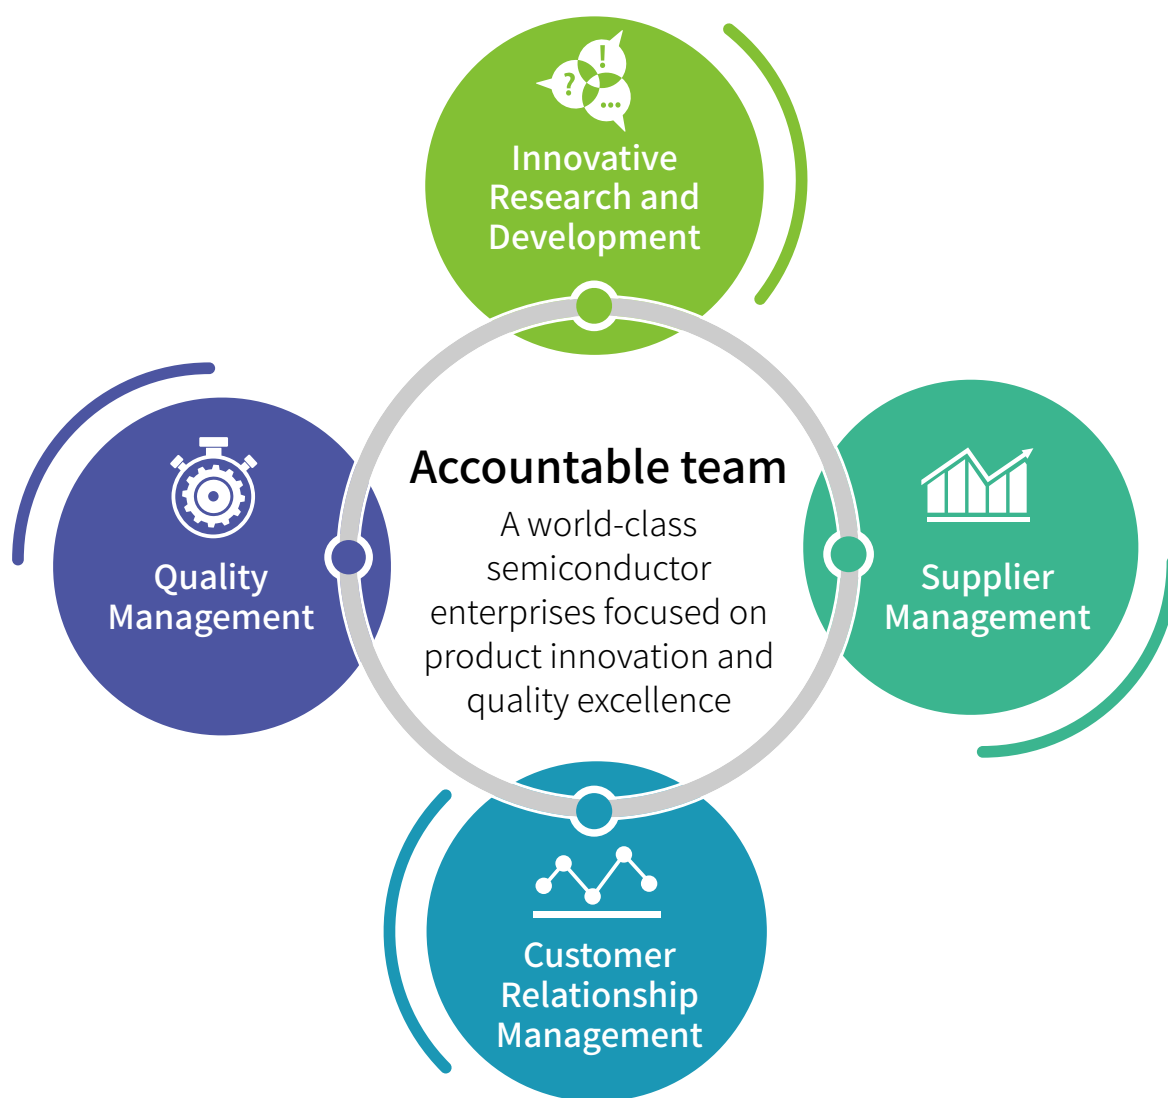 ! 
? 
...
Innovative
Research and
Development
Accountable team
A world-class
semiconductor
enterprises focused on
product innovation and
quality excellence
Quality
Management
Supplier
Management
Customer
Relationship
Management